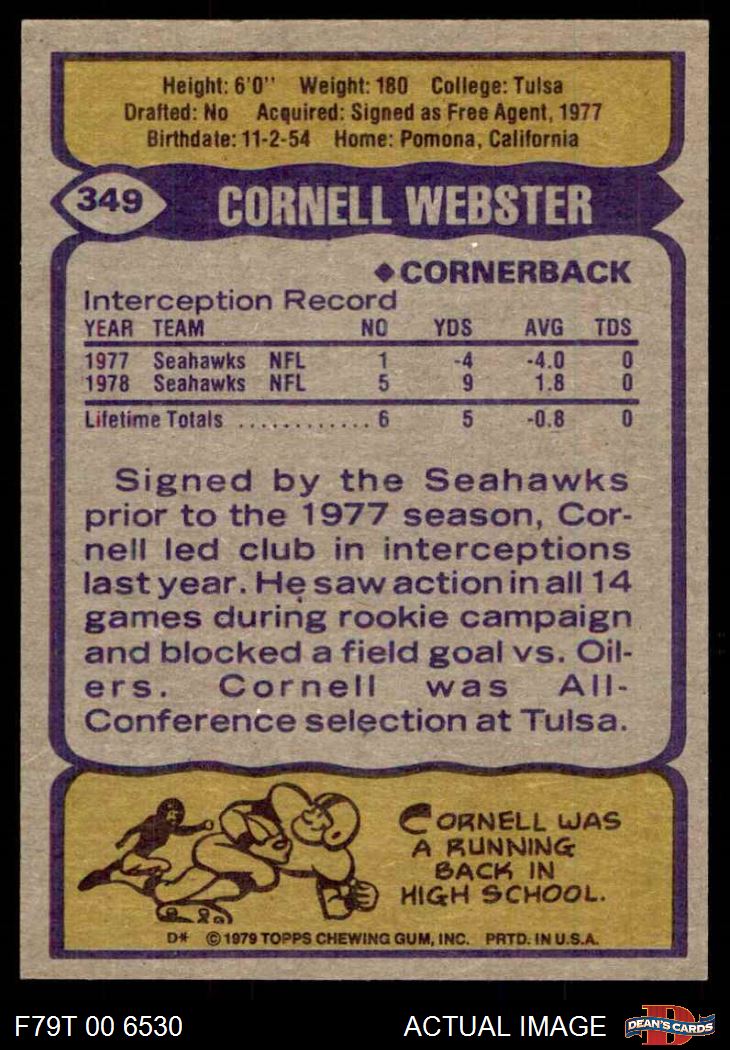 Height: 6'0" Weight: 180 College: Tulsa
Drafted: No Acquired: Signed as Free Agent, 1977
Birthdate: 11-2-54 Home: Pomona, California
349 CORNELL WEBSTER
◆CORNERBACK
Interception Record
YEAR TEAM NO YDS AVG TDS
1977 Seahawks NFL 1 -4 -4.0 0
1978 Seahawks NFL 5 9 1.8 0
Lifetime Totals ............ 6 5 -0.8 0
Signed by the Seahawks
prior to the 1977 season, Cor-
nell led club in interceptions
last year. He saw action in all 14
games during rookie campaign
and blocked a field goal vs. Oil-
ers. Cornell was All-
Conference selection at Tulsa.
CORNELL WAS
A RUNNING
BACK IN
HIGH SCHOOL.
D* © 1979 TOPPS CHEWING GUM, INC. PRTD. IN U.S.A.
F79T 00 6530 ACTUAL IMAGE D DEAN'S CARDS